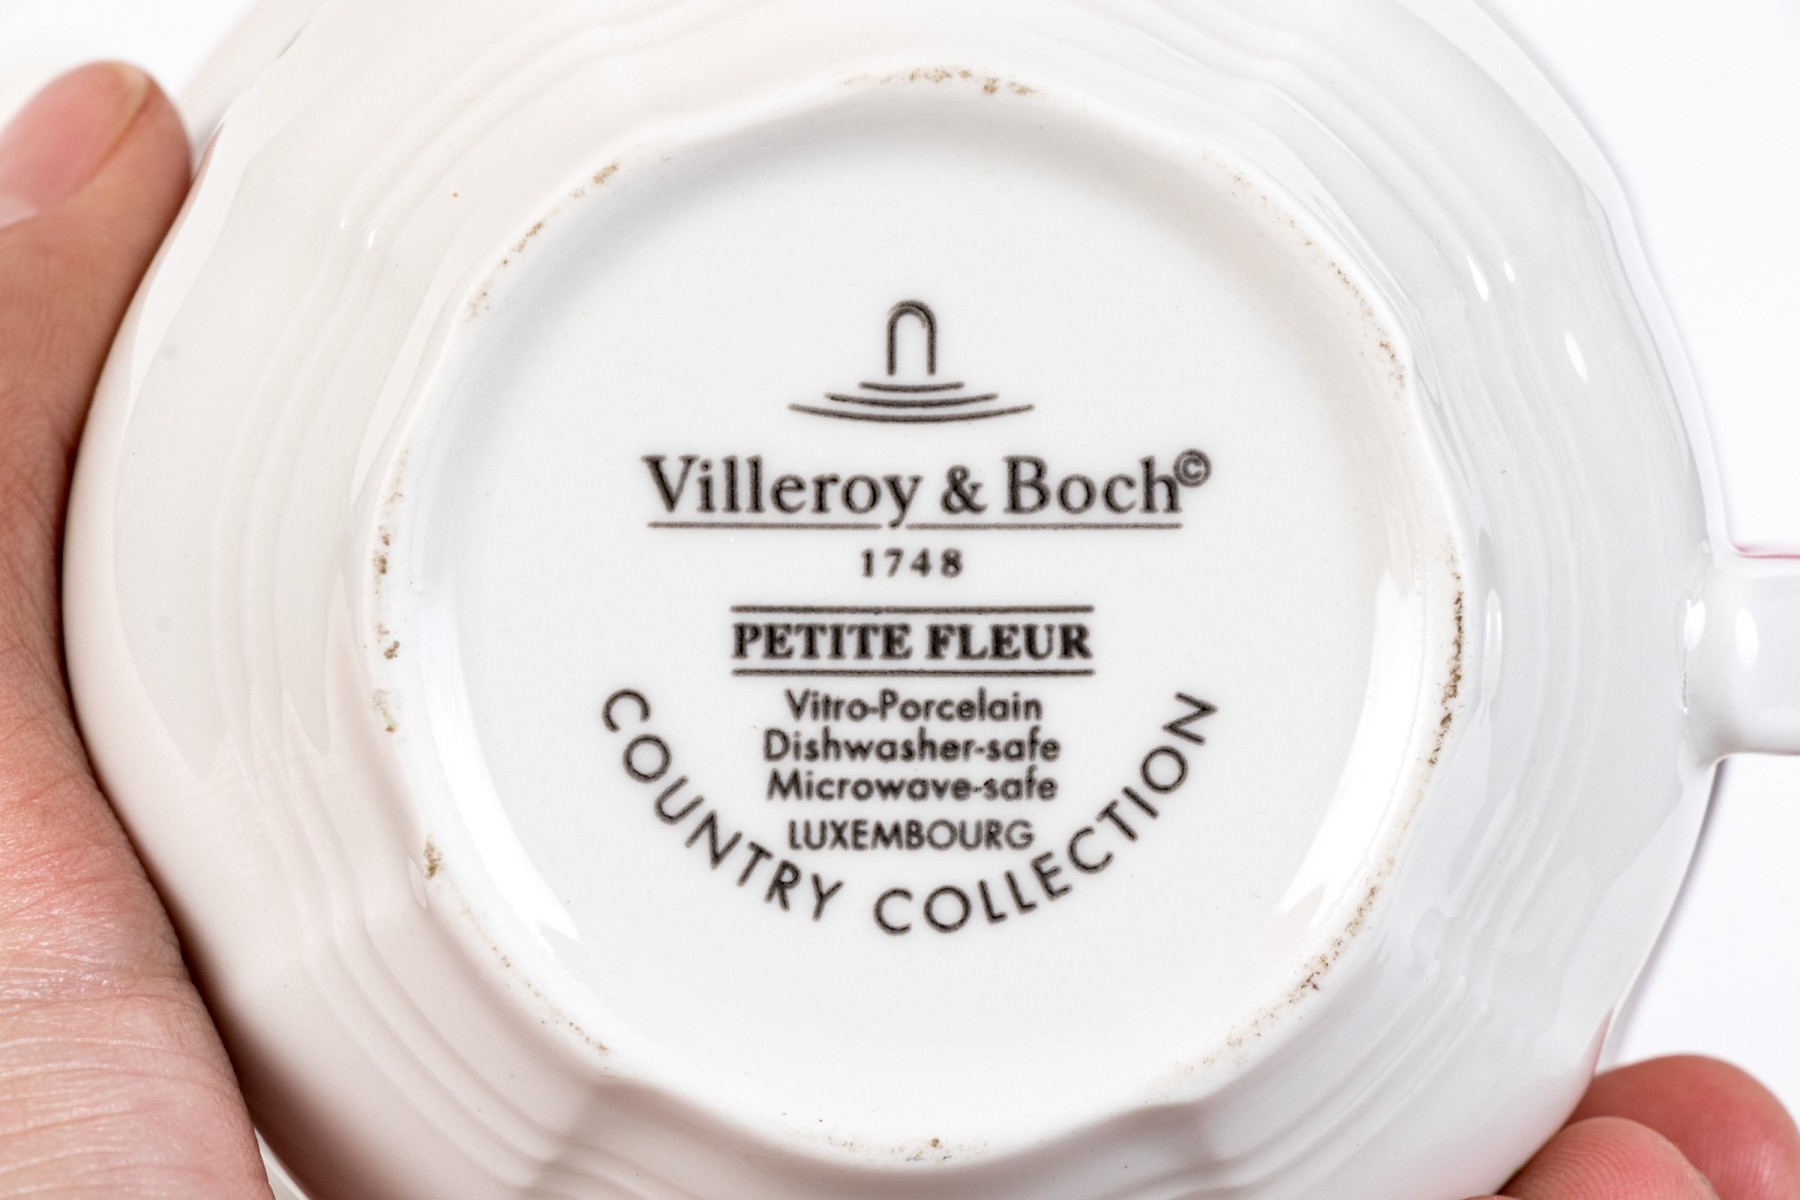 Villeroy & Boch©
1748
PETITE FLEUR
Vitro-Porcelain
Dishwasher-safe
Microwave-safe
LUXEMBOURG
COUNTRY COLLECTION